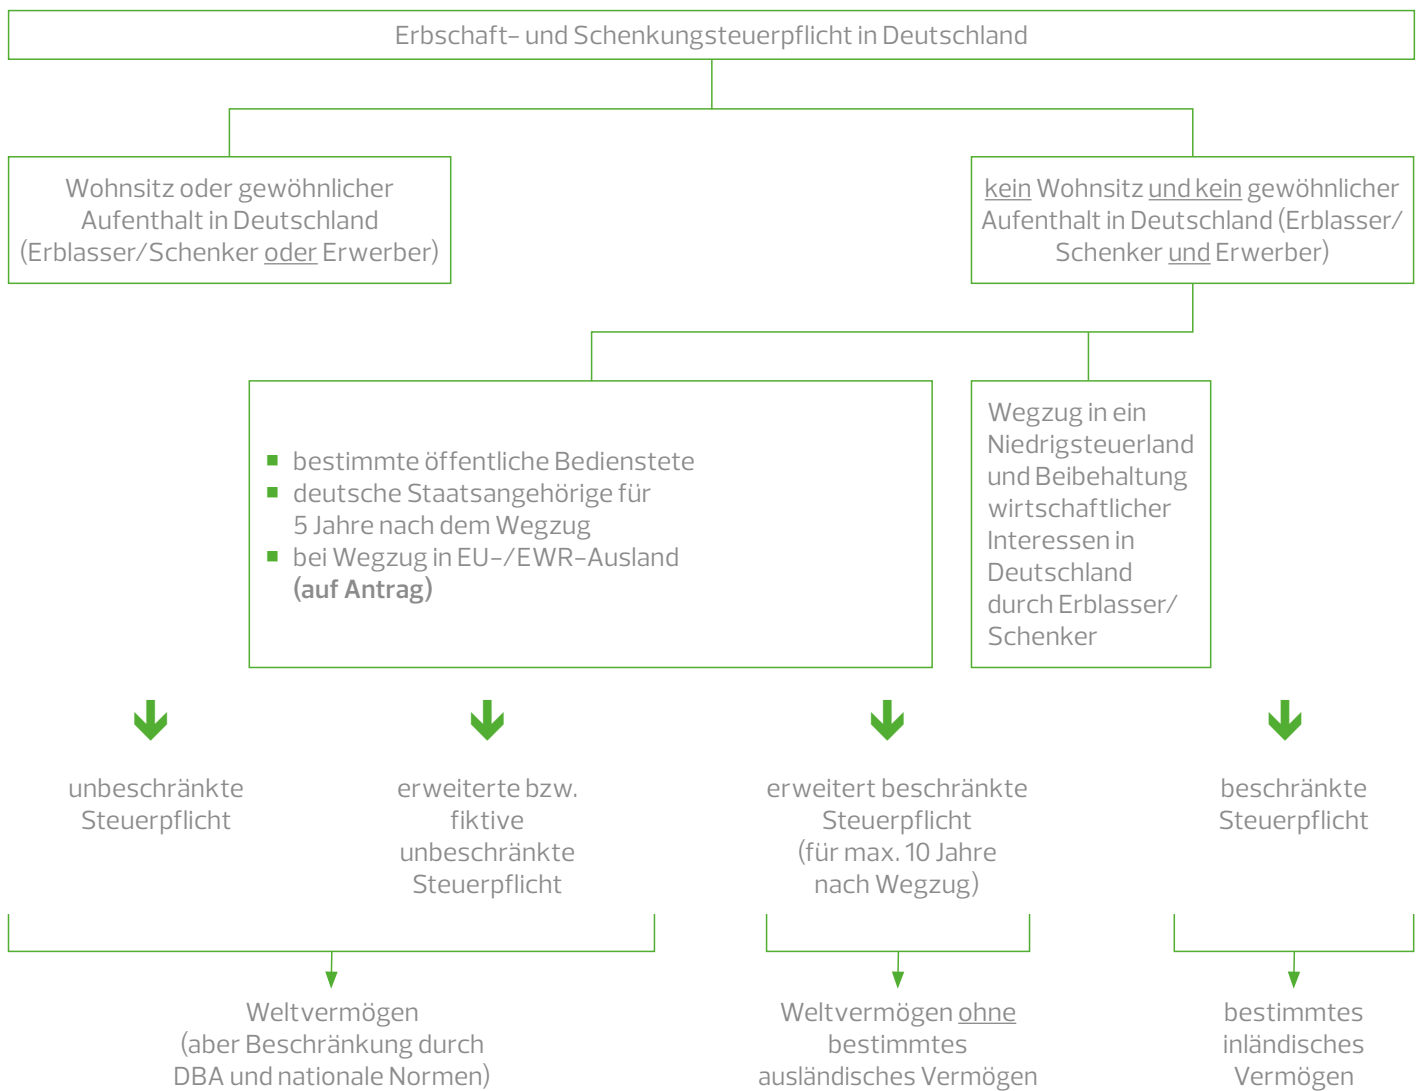 Erbschaft- und Schenkungsteuerpflicht in Deutschland
Wohnsitz oder gewöhnlicher
Aufenthalt in Deutschland
(Erblasser/Schenker oder Erwerber)
kein Wohnsitz und kein gewöhnlicher
Aufenthalt in Deutschland (Erblasser/
Schenker und Erwerber)
■ bestimmte öffentliche Bedienstete
■ deutsche Staatsangehörige für
5 Jahre nach dem Wegzug
■ bei Wegzug in EU-/EWR-Ausland
(auf Antrag)
Wegzug in ein
Niedrigsteuerland
und Beibehaltung
wirtschaftlicher
Interessen in
Deutschland
durch Erblasser/
Schenker
unbeschränkte
Steuerpflicht
erweiterte bzw.
fiktive
unbeschränkte
Steuerpflicht
erweitert beschränkte
Steuerpflicht
(für max. 10 Jahre
nach Wegzug)
beschränkte
Steuerpflicht
Weltvermögen
(aber Beschränkung durch
DBA und nationale Normen)
Weltvermögen ohne
bestimmtes
ausländisches Vermögen
bestimmtes
inländisches
Vermögen